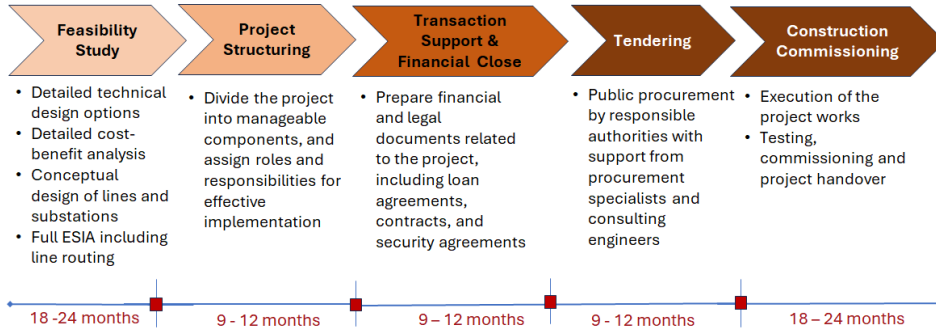 Feasibility
Study
Project
Structuring
Transaction
Support &
Financial Close
Tendering
Construction
Commissioning
• Detailed technical
design options
• Detailed cost-
benefit analysis
• Conceptual
design of lines and
substations
• Full ESIA including
line routing
• Divide the project
into manageable
components, and
assign roles and
responsibilities for
effective
implementation
• Prepare financial
and legal
documents related
to the project,
including loan
agreements,
contracts, and
security agreements
• Public procurement
by responsible
authorities with
support from
procurement
specialists and
consulting
engineers
• Execution of the
project works
• Testing,
commissioning and
project handover
18 -24 months
9 - 12 months
9 – 12 months
9 - 12 months
18 – 24 months